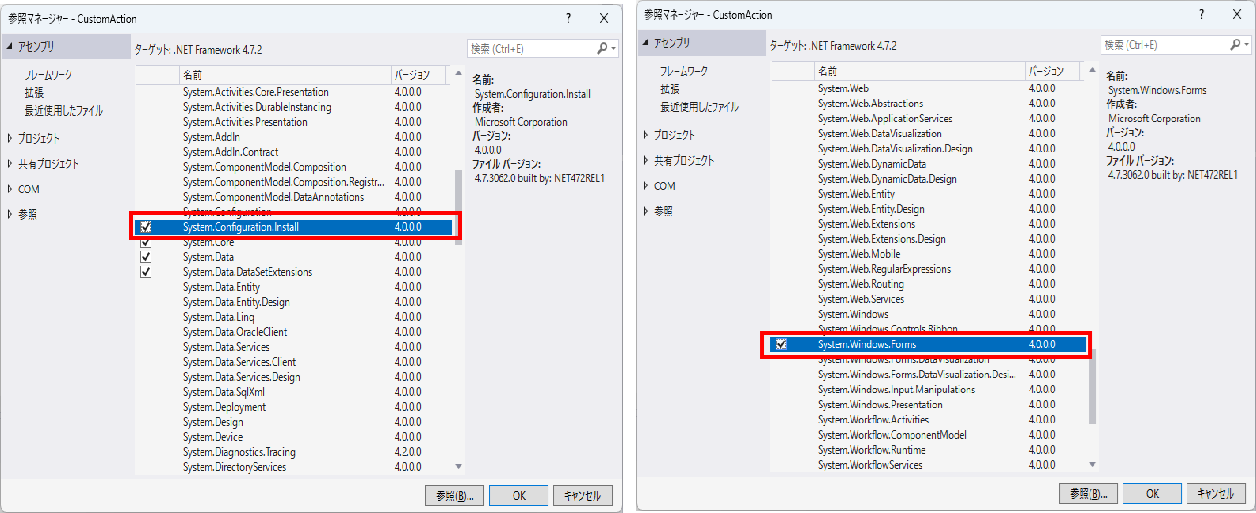 参照マネージャー - CustomAction ? X
アセンブリ
フレームワーク
拡張
最近使用したファイル
プロジェクト
共有プロジェクト
COM
参照
ターゲット: .NET Framework 4.7.2
検索 (Ctrl+E)
名前 バージョン
System.Activities.Core.Presentation 4.0.0.0
System.Activities.DurableInstancing 4.0.0.0
System.Activities.Presentation 4.0.0.0
System.AddIn 4.0.0.0
System.AddIn.Contract 4.0.0.0
System.ComponentModel.Composition 4.0.0.0
System.ComponentModel.Composition.Registr... 4.0.0.0
System.ComponentModel.DataAnnotations 4.0.0.0
System.Configuration 4.0.0.0
System.Configuration.Install 4.0.0.0
System.Core 4.0.0.0
System.Data 4.0.0.0
System.Data.DataSetExtensions 4.0.0.0
System.Data.Entity 4.0.0.0
System.Data.Entity.Design 4.0.0.0
System.Data.Linq 4.0.0.0
System.Data.OracleClient 4.0.0.0
System.Data.Services 4.0.0.0
System.Data.Services.Client 4.0.0.0
System.Data.Services.Design 4.0.0.0
System.Data.SqlXml 4.0.0.0
System.Deployment 4.0.0.0
System.Design 4.0.0.0
System.Device 4.0.0.0
System.Diagnostics.Tracing 4.2.0.0
System.DirectoryServices 4.0.0.0
名前:
System.Configuration.Install
作成者:
Microsoft Corporation
バージョン:
4.0.0.0
ファイル バージョン:
4.7.3062.0 built by: NET472REL1
参照(B)... OK キャンセル
参照マネージャー - CustomAction ? X
アセンブリ
フレームワーク
拡張
最近使用したファイル
プロジェクト
共有プロジェクト
COM
参照
ターゲット: .NET Framework 4.7.2
検索 (Ctrl+E)
名前 バージョン
System.Web 4.0.0.0
System.Web.Abstractions 4.0.0.0
System.Web.ApplicationServices 4.0.0.0
System.Web.DataVisualization 4.0.0.0
System.Web.DataVisualization.Design 4.0.0.0
System.Web.DynamicData 4.0.0.0
System.Web.DynamicData.Design 4.0.0.0
System.Web.Entity 4.0.0.0
System.Web.Entity.Design 4.0.0.0
System.Web.Extensions 4.0.0.0
System.Web.Extensions.Design 4.0.0.0
System.Web.Mobile 4.0.0.0
System.Web.RegularExpressions 4.0.0.0
System.Web.Routing 4.0.0.0
System.Web.Services 4.0.0.0
System.Windows 4.0.0.0
System.Windows.Controls.Ribbon 4.0.0.0
System.Windows.Forms 4.0.0.0
System.Windows.Forms.DataVisualization 4.0.0.0
System.Windows.Forms.DataVisualization.Desi... 4.0.0.0
System.Windows.Input.Manipulations 4.0.0.0
System.Windows.Presentation 4.0.0.0
System.Workflow.Activities 4.0.0.0
System.Workflow.ComponentModel 4.0.0.0
System.Workflow.Runtime 4.0.0.0
System.WorkflowServices 4.0.0.0
名前:
System.Windows.Forms
作成者:
Microsoft Corporation
バージョン:
4.0.0.0
ファイル バージョン:
4.7.3062.0 built by: NET472REL1
参照(B)... OK キャンセル